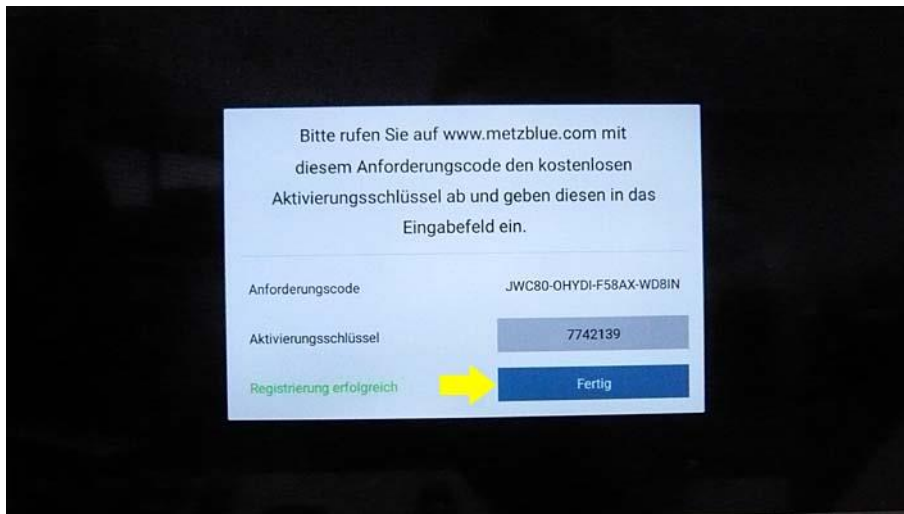 Bitte rufen Sie auf www.metzblue.com mit
diesem Anforderungscode den kostenlosen
Aktivierungsschlüssel ab und geben diesen in das
Eingabefeld ein.
Anforderungscode JWC80-OHYDI-F58AX-WD8IN
Aktivierungsschlüssel 7742139
Registrierung erfolgreich Fertig